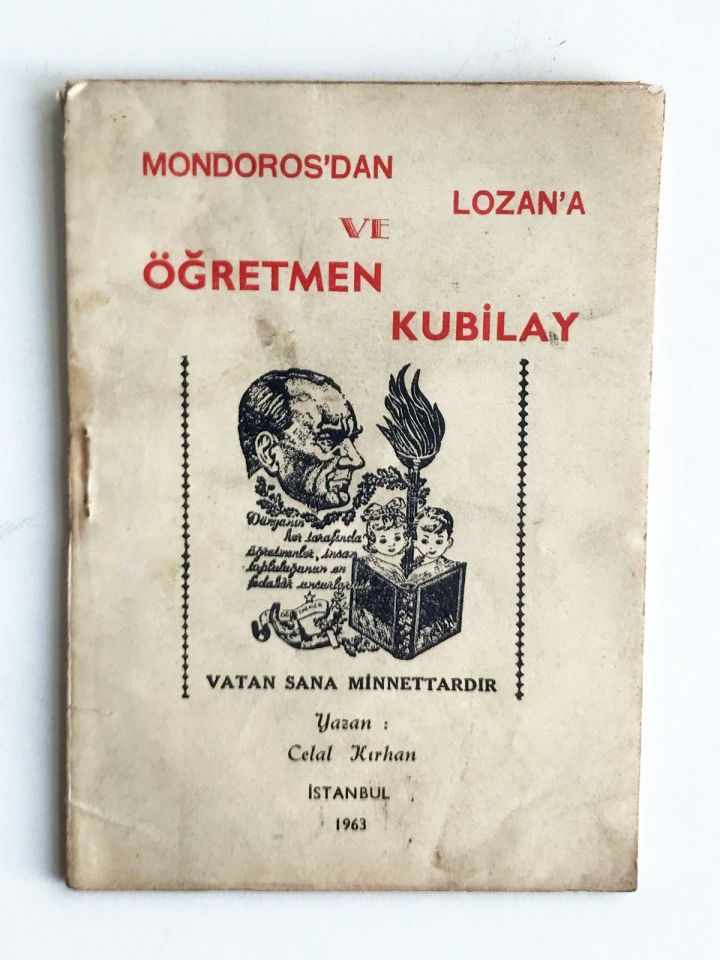 MONDOROS'DAN
LOZAN'A
VE
ÖĞRETMEN
KUBİLAY
Dünyanın
her tarafında
öğretmenler, insan
topluluğunun en
fedakâr unsurlarıdır
VATAN SANA MİNNETTARDIR
Yazan :
Celal Kırhan
İSTANBUL
1963